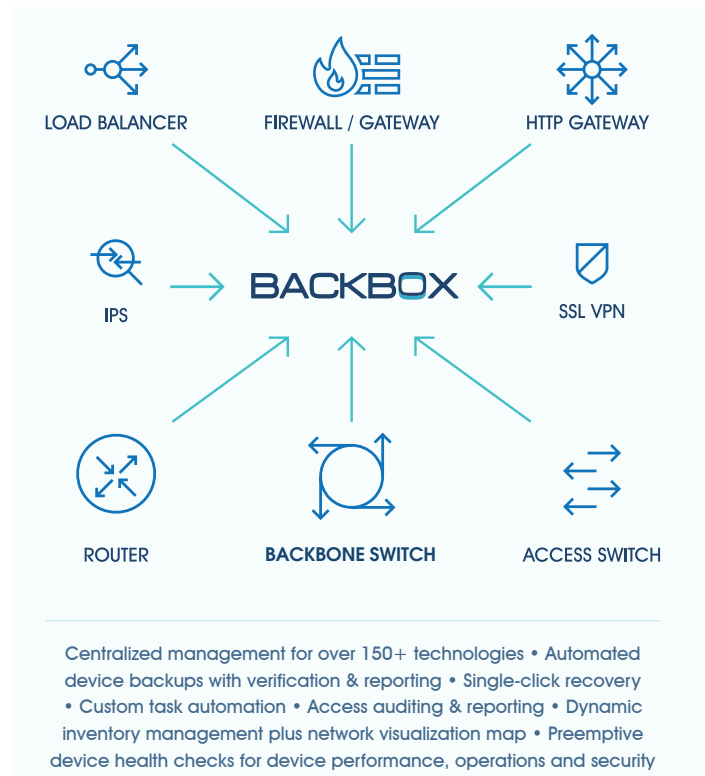 LOAD BALANCER
FIREWALL / GATEWAY
HTTP GATEWAY
IPS
BACKBOX
SSL VPN
ROUTER
BACKBONE SWITCH
ACCESS SWITCH
Centralized management for over 150+ technologies • Automated
device backups with verification & reporting • Single-click recovery
• Custom task automation • Access auditing & reporting • Dynamic
inventory management plus network visualization map • Preemptive
device health checks for device performance, operations and security